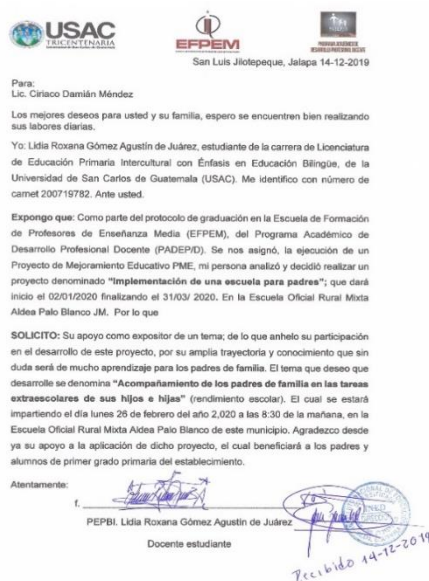 USAC
TRICENTENARIA
Universidad de San Carlos de Guatemala
EFPEM
PROGRAMA ACADÉMICO DE
DESARROLLO PROFESIONAL DOCENTE
San Luis Jilotepeque, Jalapa 14-12-2019
Para:
Lic. Ciriaco Damián Méndez
Los mejores deseos para usted y su familia, espero se encuentren bien realizando
sus labores diarias.
Yo: Lidia Roxana Gómez Agustin de Juárez, estudiante de la carrera de Licenciatura
de Educación Primaria Intercultural con Énfasis en Educación Bilingüe, de la
Universidad de San Carlos de Guatemala (USAC). Me identifico con número de
carnet 200719782. Ante usted.
Expongo que: Como parte del protocolo de graduación en la Escuela de Formación
de Profesores de Enseñanza Media (EFPEM), del Programa Académico de
Desarrollo Profesional Docente (PADEP/D). Se nos asignó, la ejecución de un
Proyecto de Mejoramiento Educativo PME, mi persona analizó y decidió realizar un
proyecto denominado "Implementación de una escuela para padres"; que dará
inicio el 02/01/2020 finalizando el 31/03/ 2020. En la Escuela Oficial Rural Mixta
Aldea Palo Blanco JM. Por lo que
SOLICITO: Su apoyo como expositor de un tema; de lo que anhelo su participación
en el desarrollo de este proyecto, por su amplia trayectoria y conocimiento que sin
duda será de mucho aprendizaje para los padres de familia. El tema que deseo que
desarrolle se denomina "Acompañamiento de los padres de familia en las tareas
extraescolares de sus hijos e hijas" (rendimiento escolar). El cual se estará
impartiendo el día lunes 26 de febrero del año 2,020 a las 8:30 de la mañana, en la
Escuela Oficial Rural Mixta Aldea Palo Blanco de este municipio. Agradezco desde
ya su apoyo a la aplicación de dicho proyecto, el cual beneficiará a los padres y
alumnos de primer grado primaria del establecimiento.
Atentamente:
f.
PEPBI. Lidia Roxana Gómez Agustin de Juárez
Docente estudiante
Recibido 14-12-2019